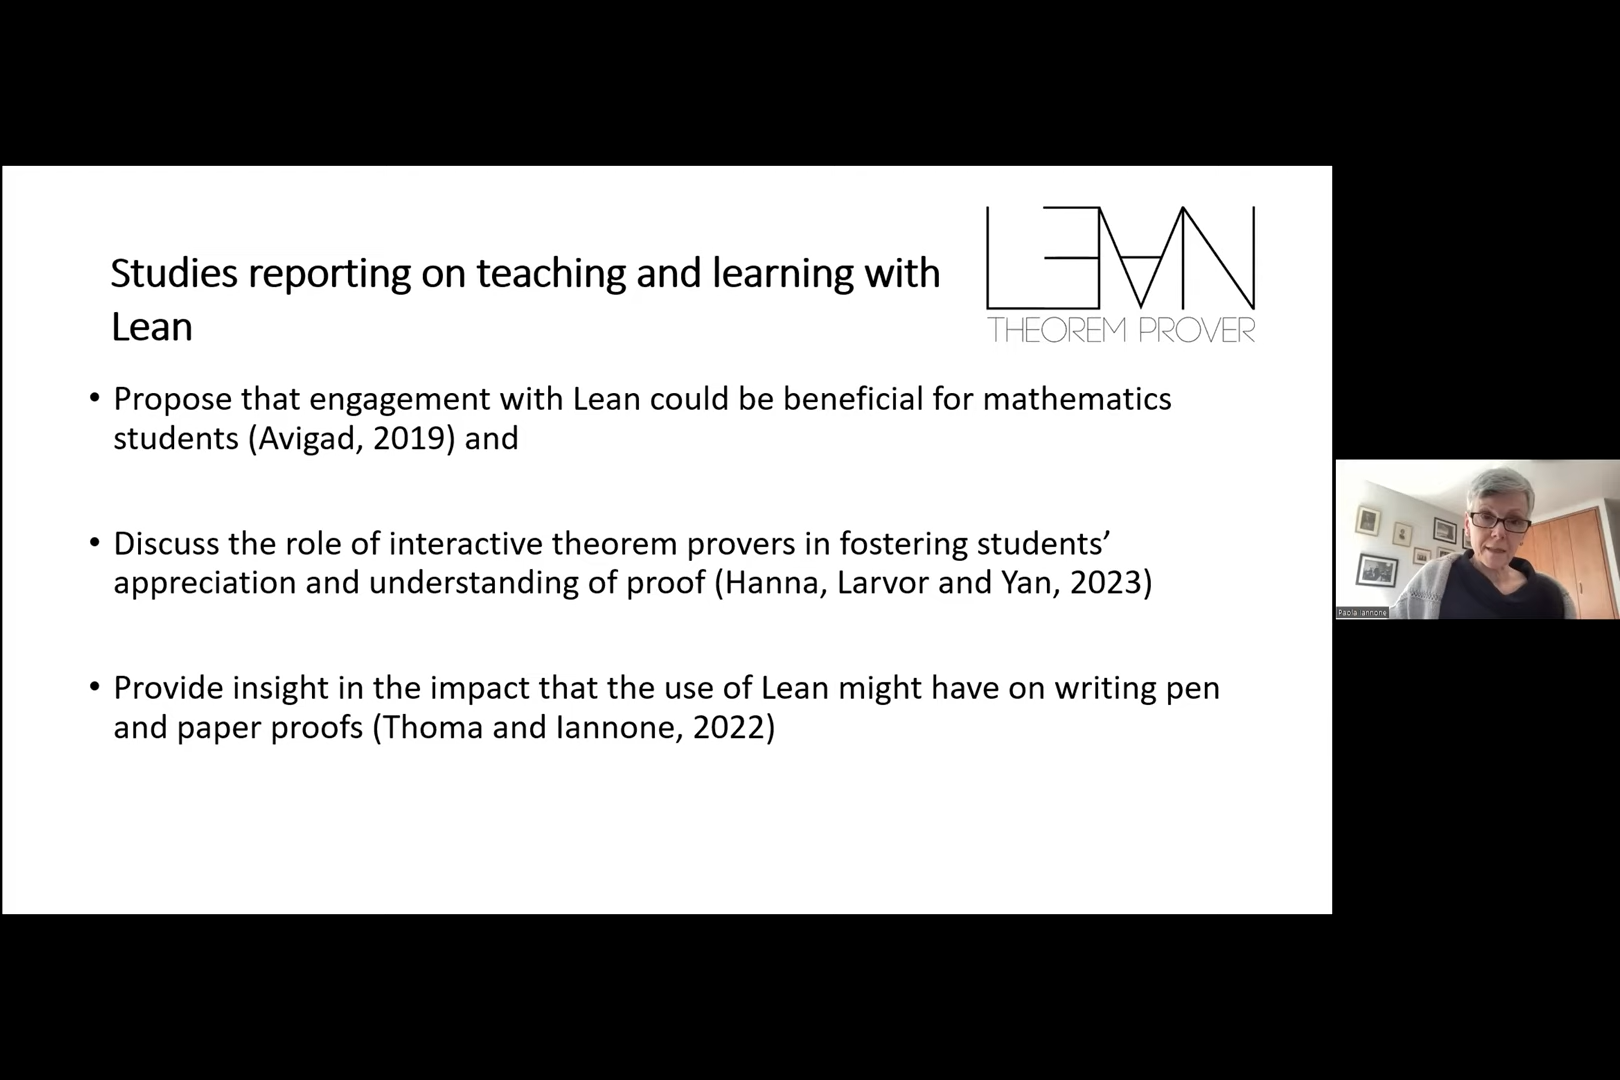 Studies reporting on teaching and learning with
Lean
LEAN
THEOREM PROVER
• Propose that engagement with Lean could be beneficial for mathematics
students (Avigad, 2019) and
• Discuss the role of interactive theorem provers in fostering students’
appreciation and understanding of proof (Hanna, Larvor and Yan, 2023)
• Provide insight in the impact that the use of Lean might have on writing pen
and paper proofs (Thoma and Iannone, 2022)
Paola Iannone